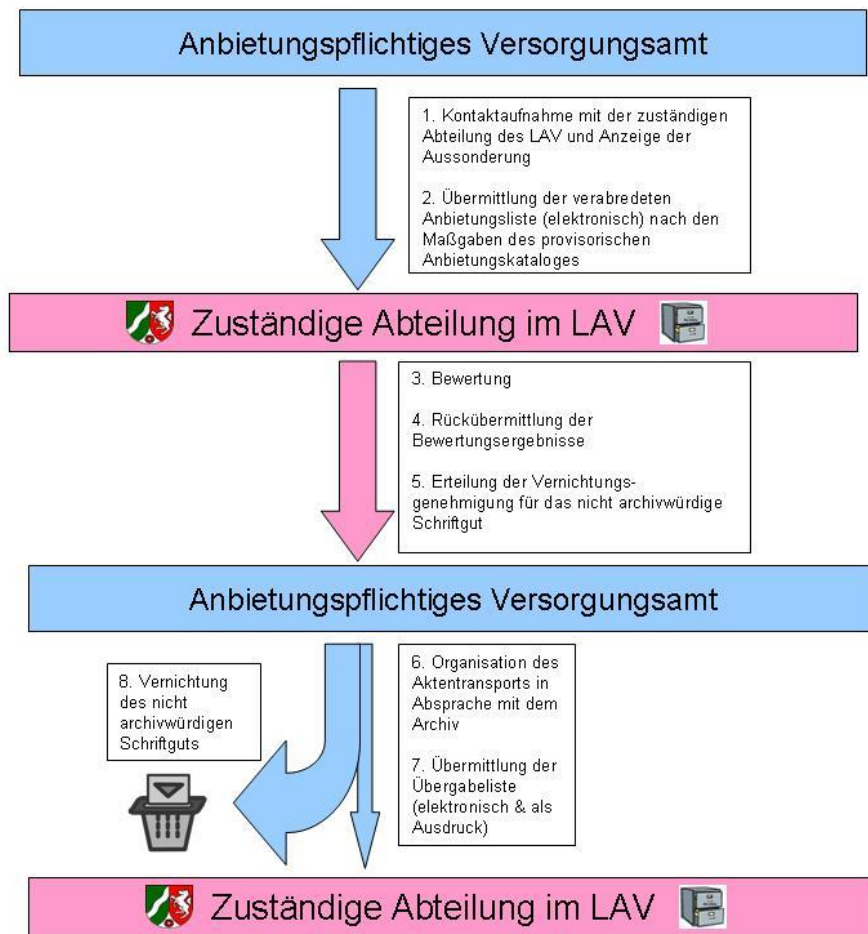 Anbietungspflichtiges Versorgungsamt
1. Kontaktaufnahme mit der zuständigen
Abteilung des LAV und Anzeige der
Aussonderung
2. Übermittlung der verabredeten
Anbietungsliste (elektronisch) nach den
Maßgaben des provisorischen
Anbietungskataloges
Zuständige Abteilung im LAV
3. Bewertung
4. Rückübermittlung der
Bewertungsergebnisse
5. Erteilung der Vernichtungs-
genehmigung für das nicht archivwürdige
Schriftgut
Anbietungspflichtiges Versorgungsamt
6. Organisation des
Aktentransports in
Absprache mit dem
Archiv
7. Übermittlung der
Übergabeliste
(elektronisch & als
Ausdruck)
8. Vernichtung
des nicht
archivwürdigen
Schriftguts
Zuständige Abteilung im LAV